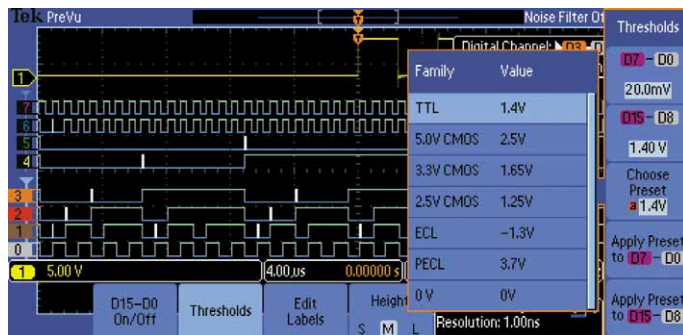 Tek PreVu
Noise Filter Of
T
T
Digital Channel: D3
1
7
6
5
4
3
2
1
0
Family Value
TTL 1.4V
5.0V CMOS 2.5V
3.3V CMOS 1.65V
2.5V CMOS 1.25V
ECL −1.3V
PECL 3.7V
0 V 0V
Thresholds
D7 – D0
20.0mV
D15 – D8
1.40 V
Choose
Preset
a 1.4V
Apply Preset
to D7 – D0
Apply Preset
to D15 – D8
1 5.00 V
4.00µs
0.00000 s
D15–D0
On/Off
Thresholds
Edit
Labels
Height
S M L
Resolution: 1.00ns